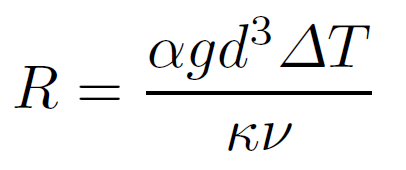 R = \frac{\alpha g d^3 \Delta T}{\kappa \nu}